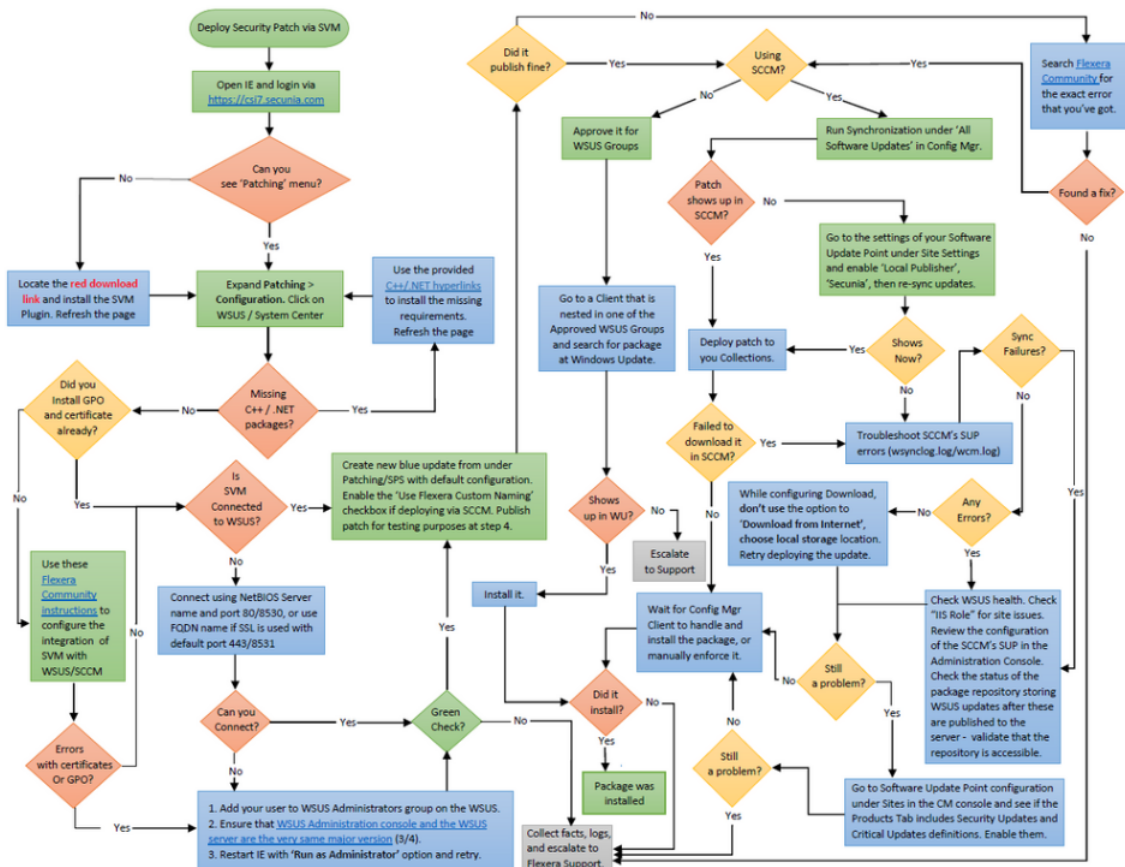 Deploy Security Patch via SVM
Open IE and login via
https://csi7.secunia.com
Can you
see 'Patching' menu?
No
Yes
Locate the red download
link and install the SVM
Plugin. Refresh the page
Expand Patching >
Configuration. Click on
WSUS / System Center
Use the provided
C++/.NET hyperlinks
to install the missing
requirements.
Refresh the page
Missing
C++ / .NET
packages?
No
Yes
Did you
Install GPO
and certificate
already?
No
Yes
Use these
Flexera
Community
instructions to
configure the
integration of
SVM with
WSUS/SCCM
Errors
with certificates
Or GPO?
No
Yes
Is
SVM
Connected
to WSUS?
Yes
No
Connect using NetBIOS Server
name and port 80/8530, or use
FQDN name if SSL is used with
default port 443/8531
Can you
Connect?
Yes
No
1. Add your user to WSUS Administrators group on the WSUS.
2. Ensure that WSUS Administration console and the WSUS
server are the very same major version (3/4).
3. Restart IE with 'Run as Administrator' option and retry.
Green
Check?
Yes
No
Create new blue update from under
Patching/SPS with default configuration.
Enable the 'Use Flexera Custom Naming'
checkbox if deploying via SCCM. Publish
patch for testing purposes at step 4.
Did it
publish fine?
No
Yes
Search Flexera
Community for
the exact error
that you've got.
Found a fix?
Yes
No
Using
SCCM?
No
Yes
Approve it for
WSUS Groups
Run Synchronization under 'All
Software Updates' in Config Mgr.
Go to a Client that is
nested in one of the
Approved WSUS Groups
and search for package
at Windows Update.
Shows
up in WU?
No
Yes
Escalate
to Support
Install it.
Patch
shows up in
SCCM?
No
Yes
Go to the settings of your Software
Update Point under Site Settings
and enable 'Local Publisher',
'Secunia', then re-sync updates.
Shows
Now?
Yes
No
Deploy patch to
you Collections.
Failed to
download it
in SCCM?
Yes
No
Troubleshoot SCCM's SUP
errors (wsynclog.log/wcm.log)
Sync
Failures?
Yes
No
Any
Errors?
No
Yes
While configuring Download,
don't use the option to
'Download from Internet',
choose local storage location.
Retry deploying the update.
Check WSUS health. Check
"IIS Role" for site issues.
Review the configuration
of the SCCM's SUP in the
Administration Console.
Check the status of the
package repository storing
WSUS updates after these
are published to the
server - validate that the
repository is accessible.
Wait for Config Mgr
Client to handle and
install the package, or
manually enforce it.
Still
a problem?
No
Yes
Go to Software Update Point configuration
under Sites in the CM console and see if the
Products Tab includes Security Updates and
Critical Updates definitions. Enable them.
Still
a problem?
No
Yes
Did it
install?
No
Yes
Package was
installed
Collect facts, logs,
and escalate to
Flexera Support.